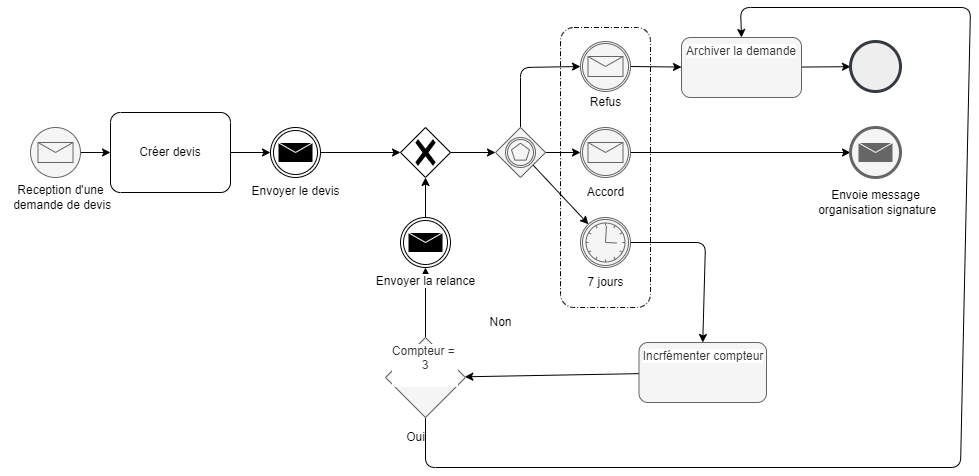 Archiver la demande
Refus
Créer devis
Reception d'une
demande de devis
Envoyer le devis
Accord
Envoie message
organisation signature
Envoyer la relance
7 jours
Non
Compteur =
3
Incrfémenter compteur
Oui